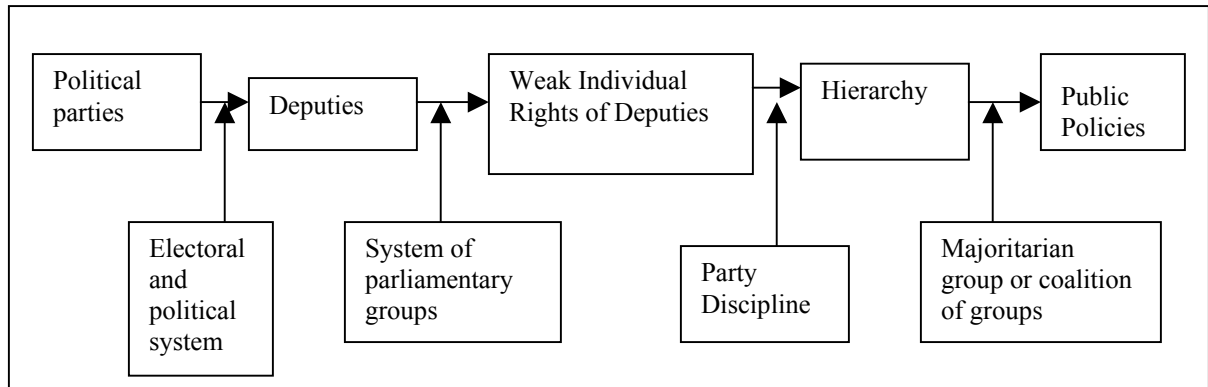 Political
parties
Deputies
Weak Individual
Rights of Deputies
Hierarchy
Public
Policies
Electoral
and
political
system
System of
parliamentary
groups
Party
Discipline
Majoritarian
group or coalition
of groups